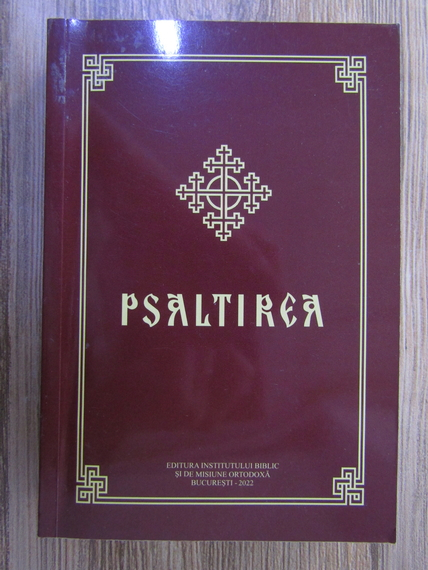 PSALTIREA
EDITURA INSTITUTULUI BIBLIC
ȘI DE MISIUNE ORTODOXĂ
BUCUREȘTI - 2022